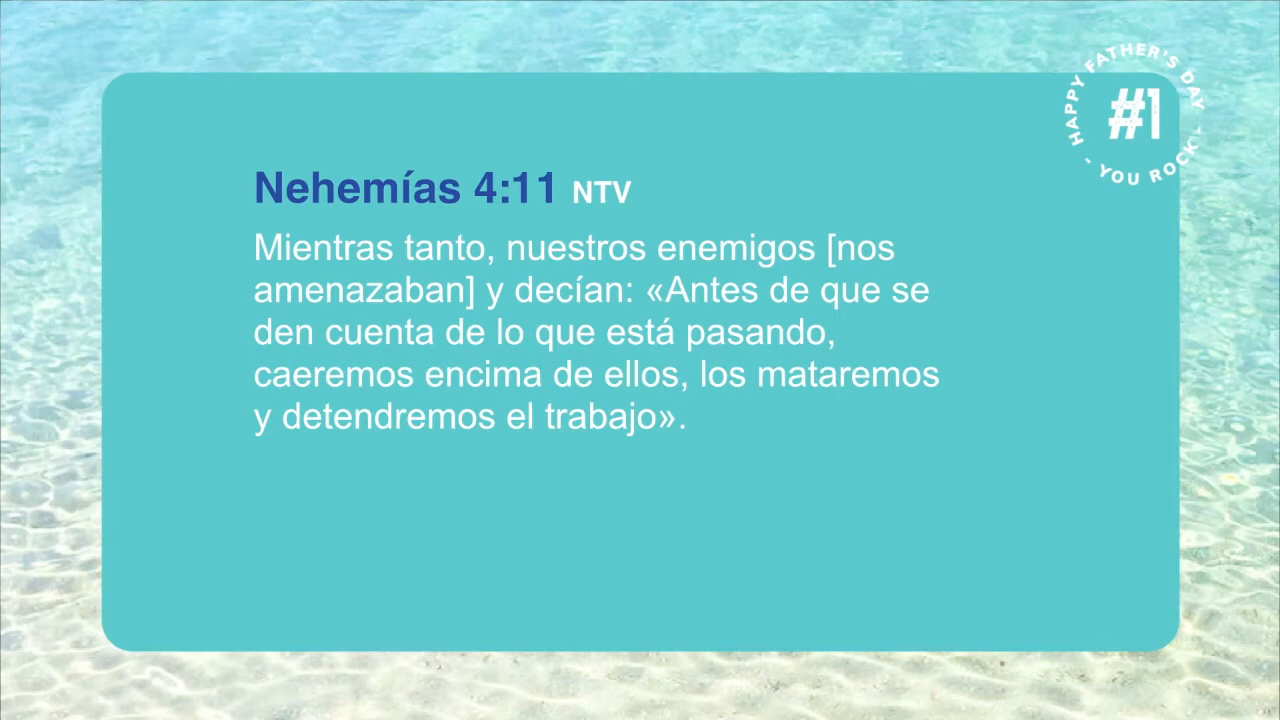 HAPPY FATHER'S DAY
#1
- YOU ROCK -
Nehemías 4:11 NTV
Mientras tanto, nuestros enemigos [nos
amenazaban] y decían: «Antes de que se
den cuenta de lo que está pasando,
caeremos encima de ellos, los mataremos
y detendremos el trabajo».